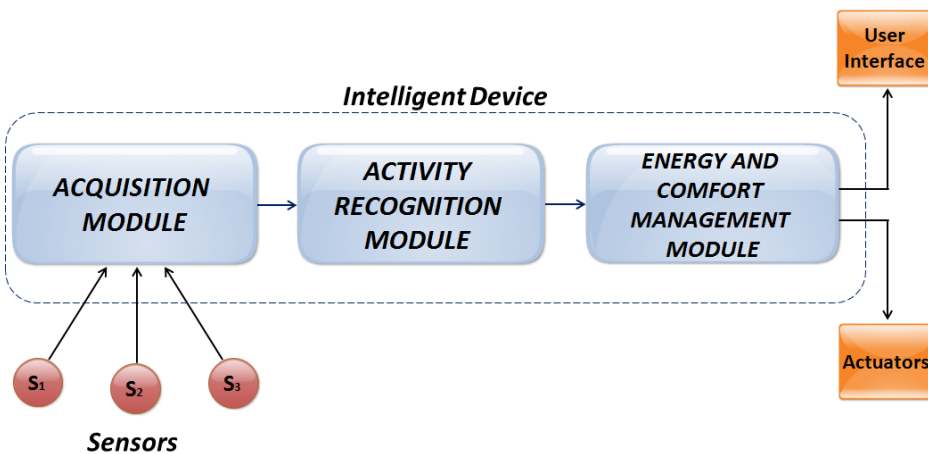 User
Interface
Intelligent Device
ACQUISITION
MODULE
ACTIVITY
RECOGNITION
MODULE
ENERGY AND
COMFORT
MANAGEMENT
MODULE
S1
S2
S3
Sensors
Actuators